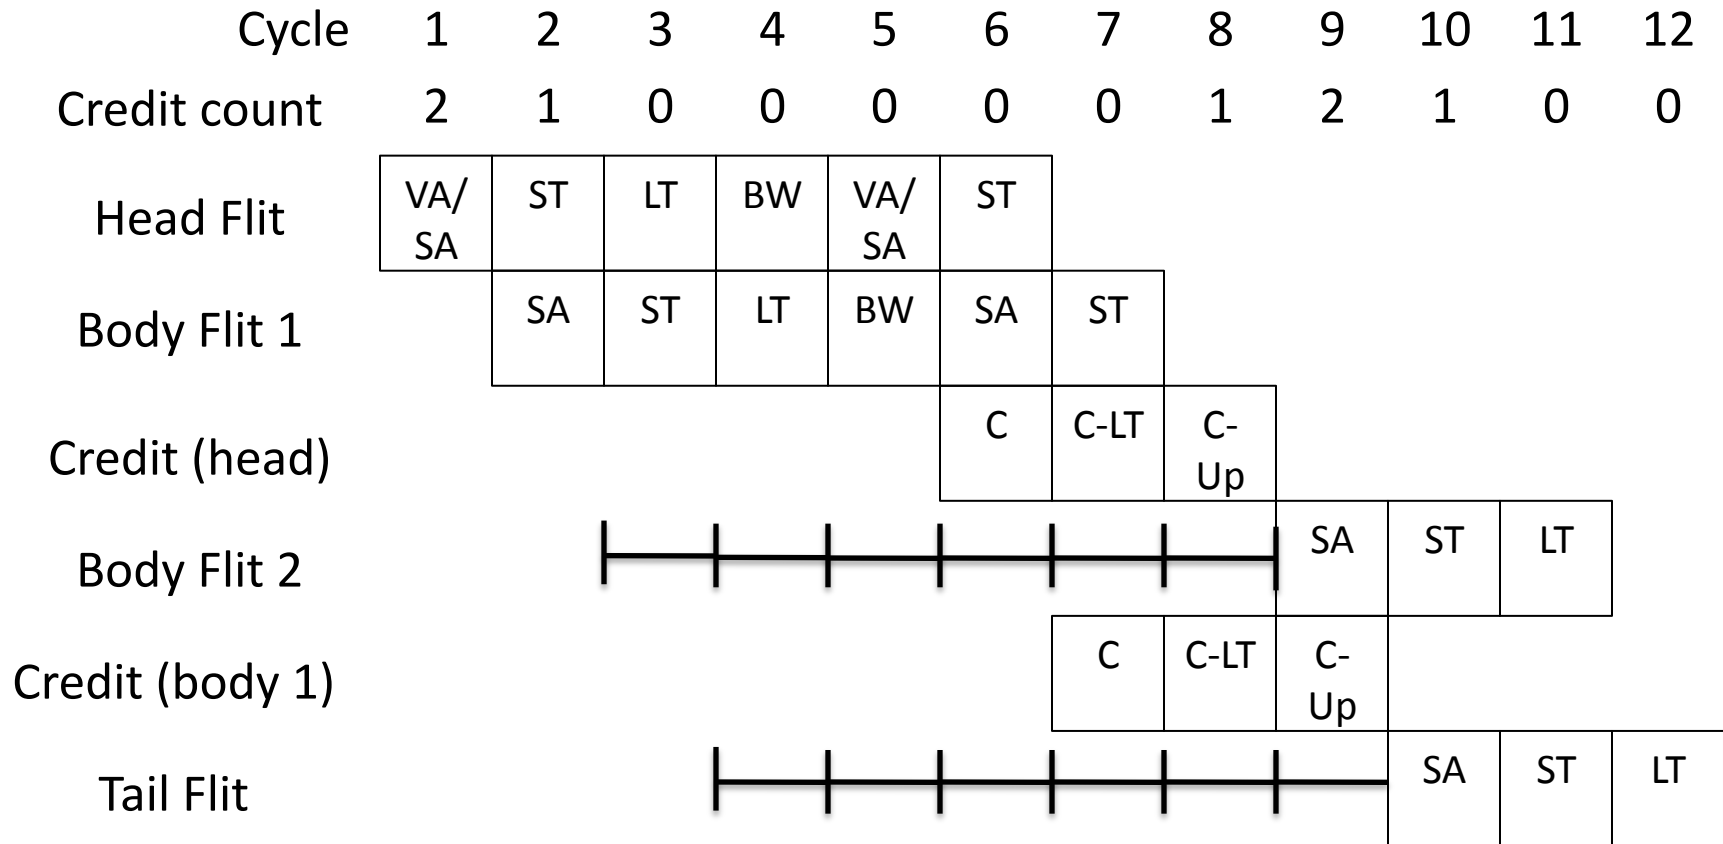 Cycle 1 2 3 4 5 6 7 8 9 10 11 12
Credit count 2 1 0 0 0 0 0 1 2 1 0 0
Head Flit VA/ ST LT BW VA/ ST
SA SA
Body Flit 1 SA ST LT BW SA ST
Credit (head) C C-LT C-
Up
Body Flit 2 SA ST LT
Credit (body 1) C C-LT C-
Up
Tail Flit SA ST LT